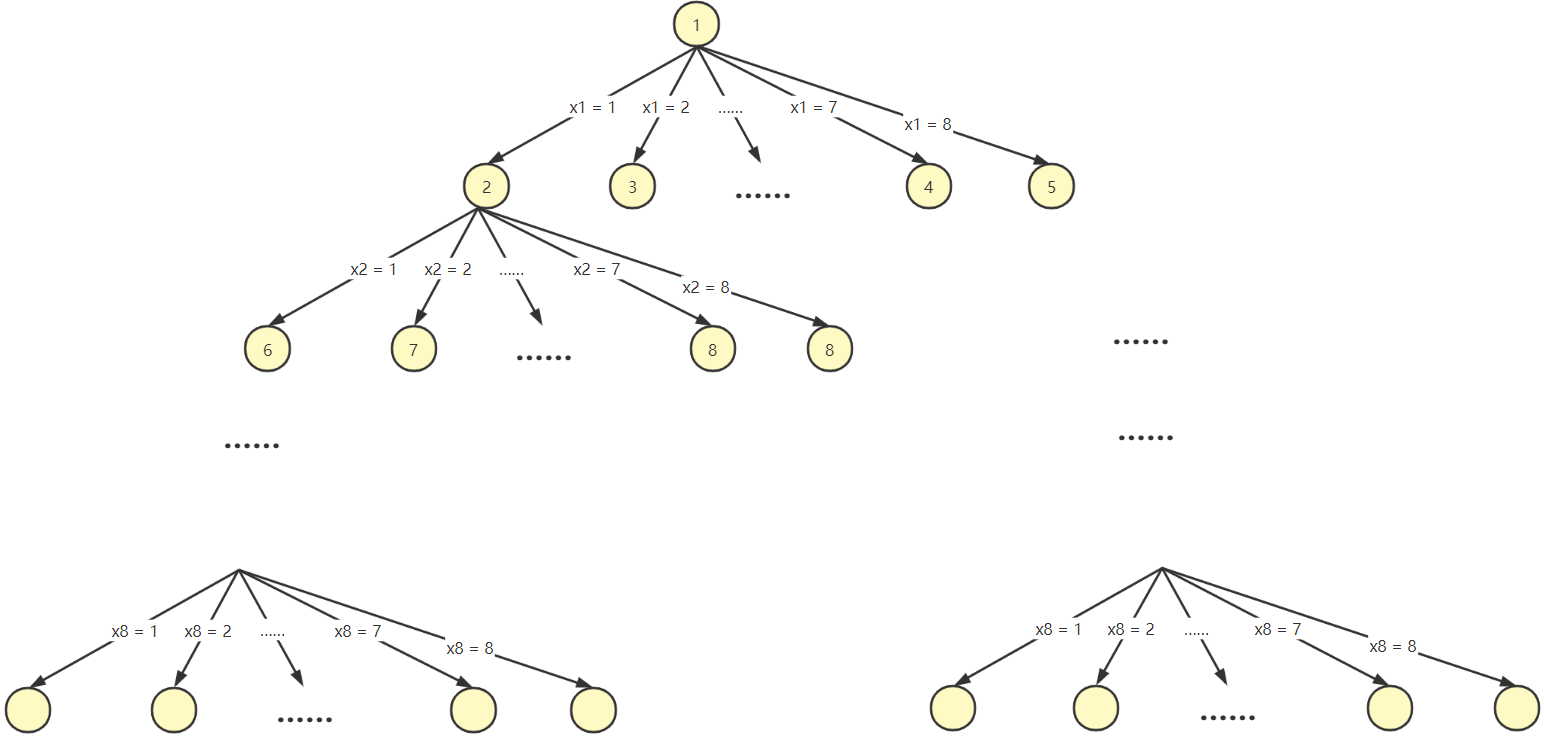 1
x1 = 1 x1 = 2 ...... x1 = 7 x1 = 8
2 3 ...... 4 5
x2 = 1 x2 = 2 ...... x2 = 7 x2 = 8
6 7 ...... 8 8 ......
...... ......
x8 = 1 x8 = 2 ...... x8 = 7 x8 = 8 x8 = 1 x8 = 2 ...... x8 = 7 x8 = 8
...... ......